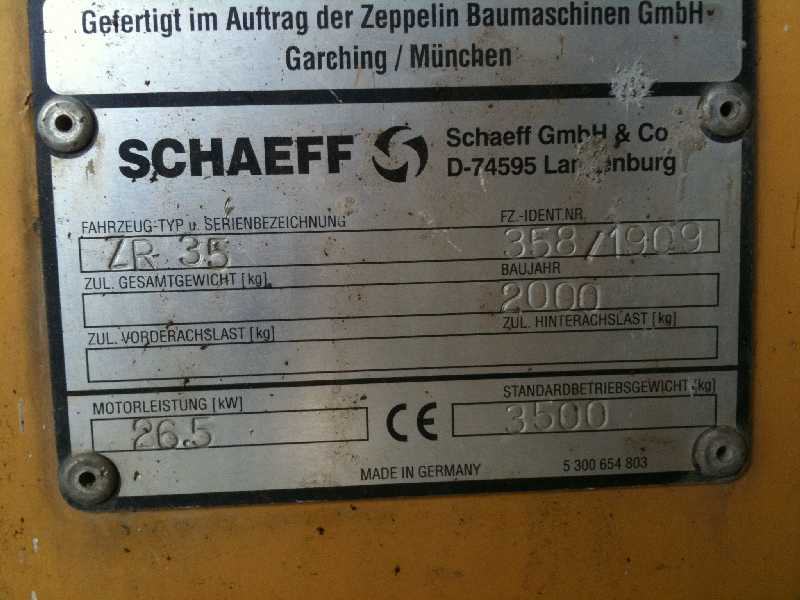 Gefertigt im Auftrag der Zeppelin Baumaschinen GmbH
Garching / München
SCHAEFF
Schaeff GmbH & Co
D-74595
FAHRZEUG-TYP u. SERIENBEZEICHNUNG
FZ.-IDENT.NR.
ZR 35
358/1909
ZUL. GESAMTGEWICHT [kg]
BAUJAHR
2000
ZUL. VORDERACHSLAST [kg]
ZUL. HINTERACHSLAST [kg]
MOTORLEISTUNG [kW]
STANDARDBETRIEBSGEWICHT [kg]
26.5
CE
3500
MADE IN GERMANY
5 300 654 803